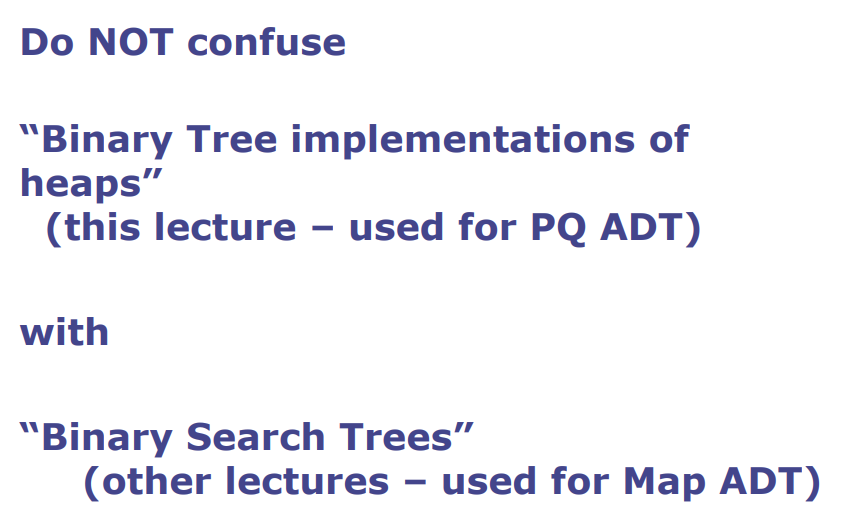 Do NOT confuse
“Binary Tree implementations of
heaps”
(this lecture – used for PQ ADT)
with
“Binary Search Trees”
(other lectures – used for Map ADT)